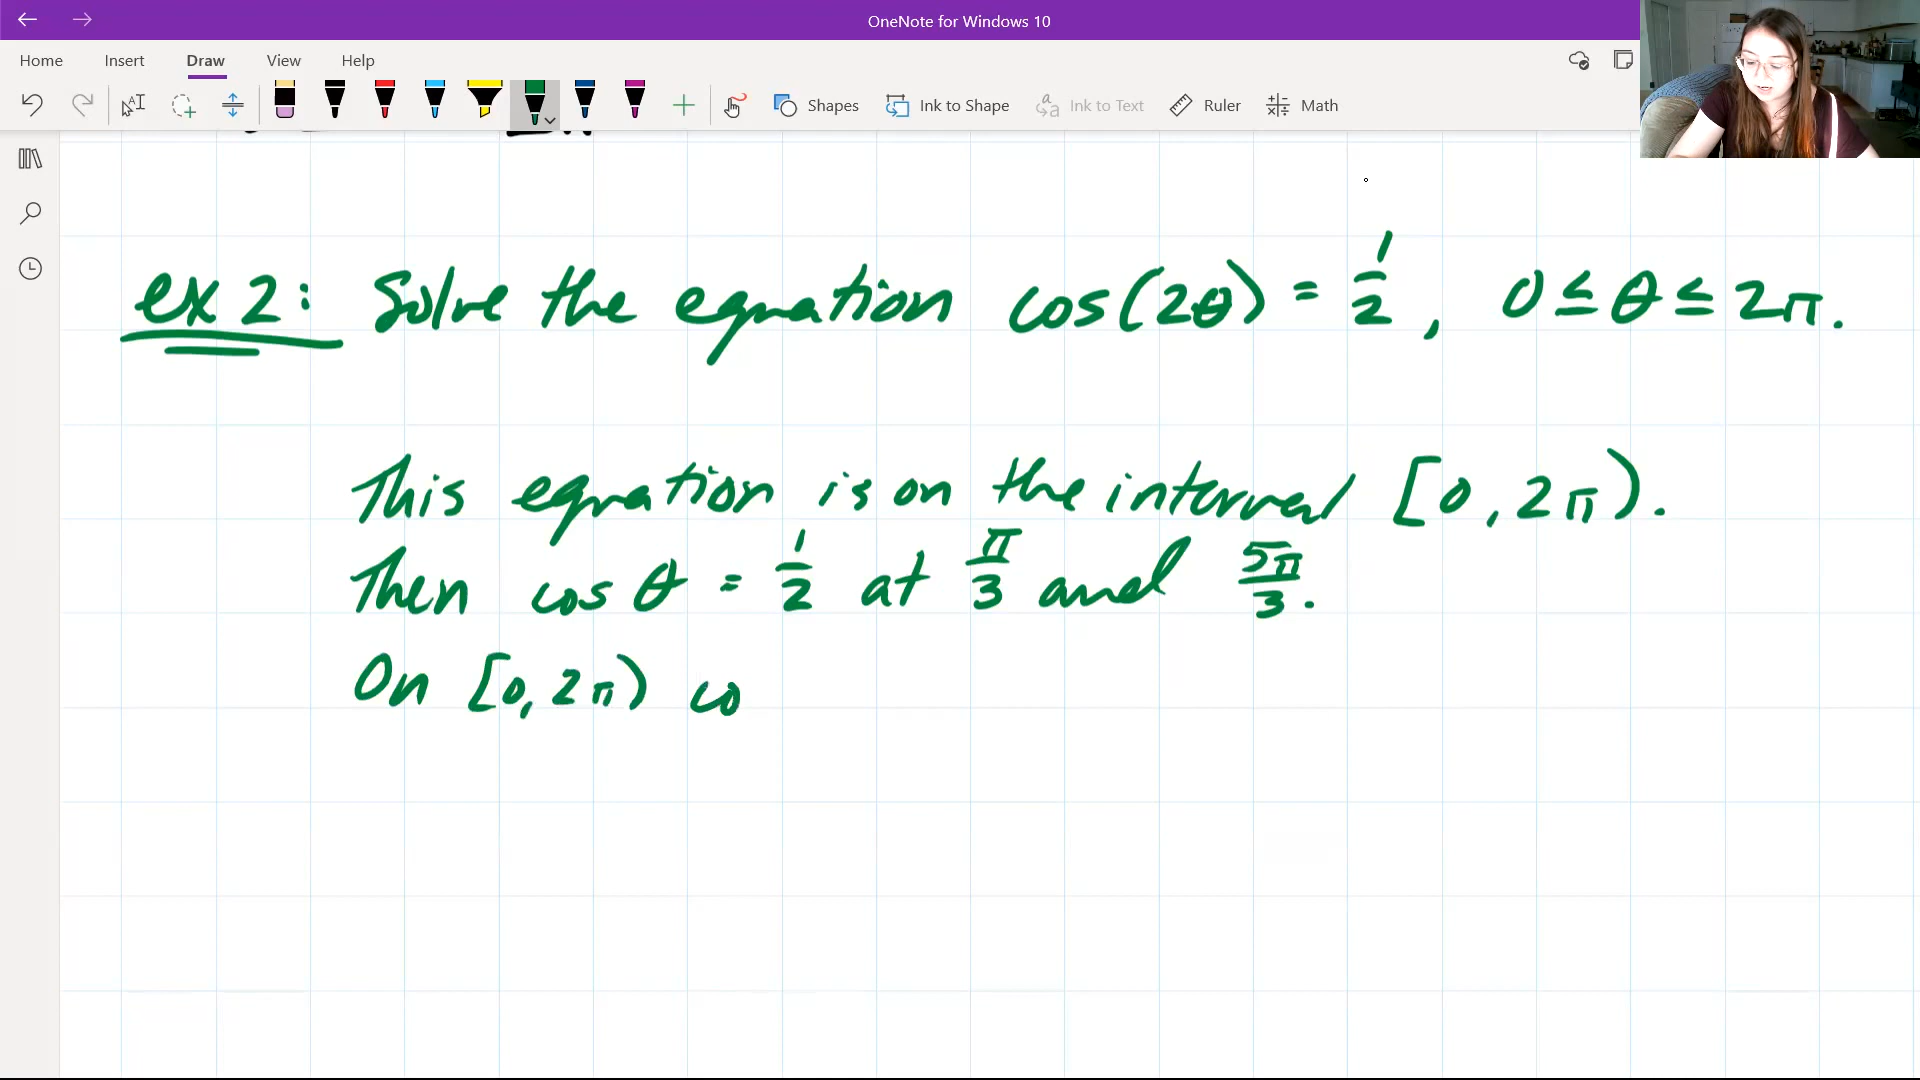 OneNote for Windows 10
Home Insert Draw View Help
Shapes Ink to Shape Ink to Text Ruler Math
ex 2: Solve the equation cos(2θ) = 1/2, 0 ≤ θ ≤ 2π.
This equation is on the interval [0, 2π).
Then cos θ = 1/2 at π/3 and 5π/3.
On [0, 2π) co